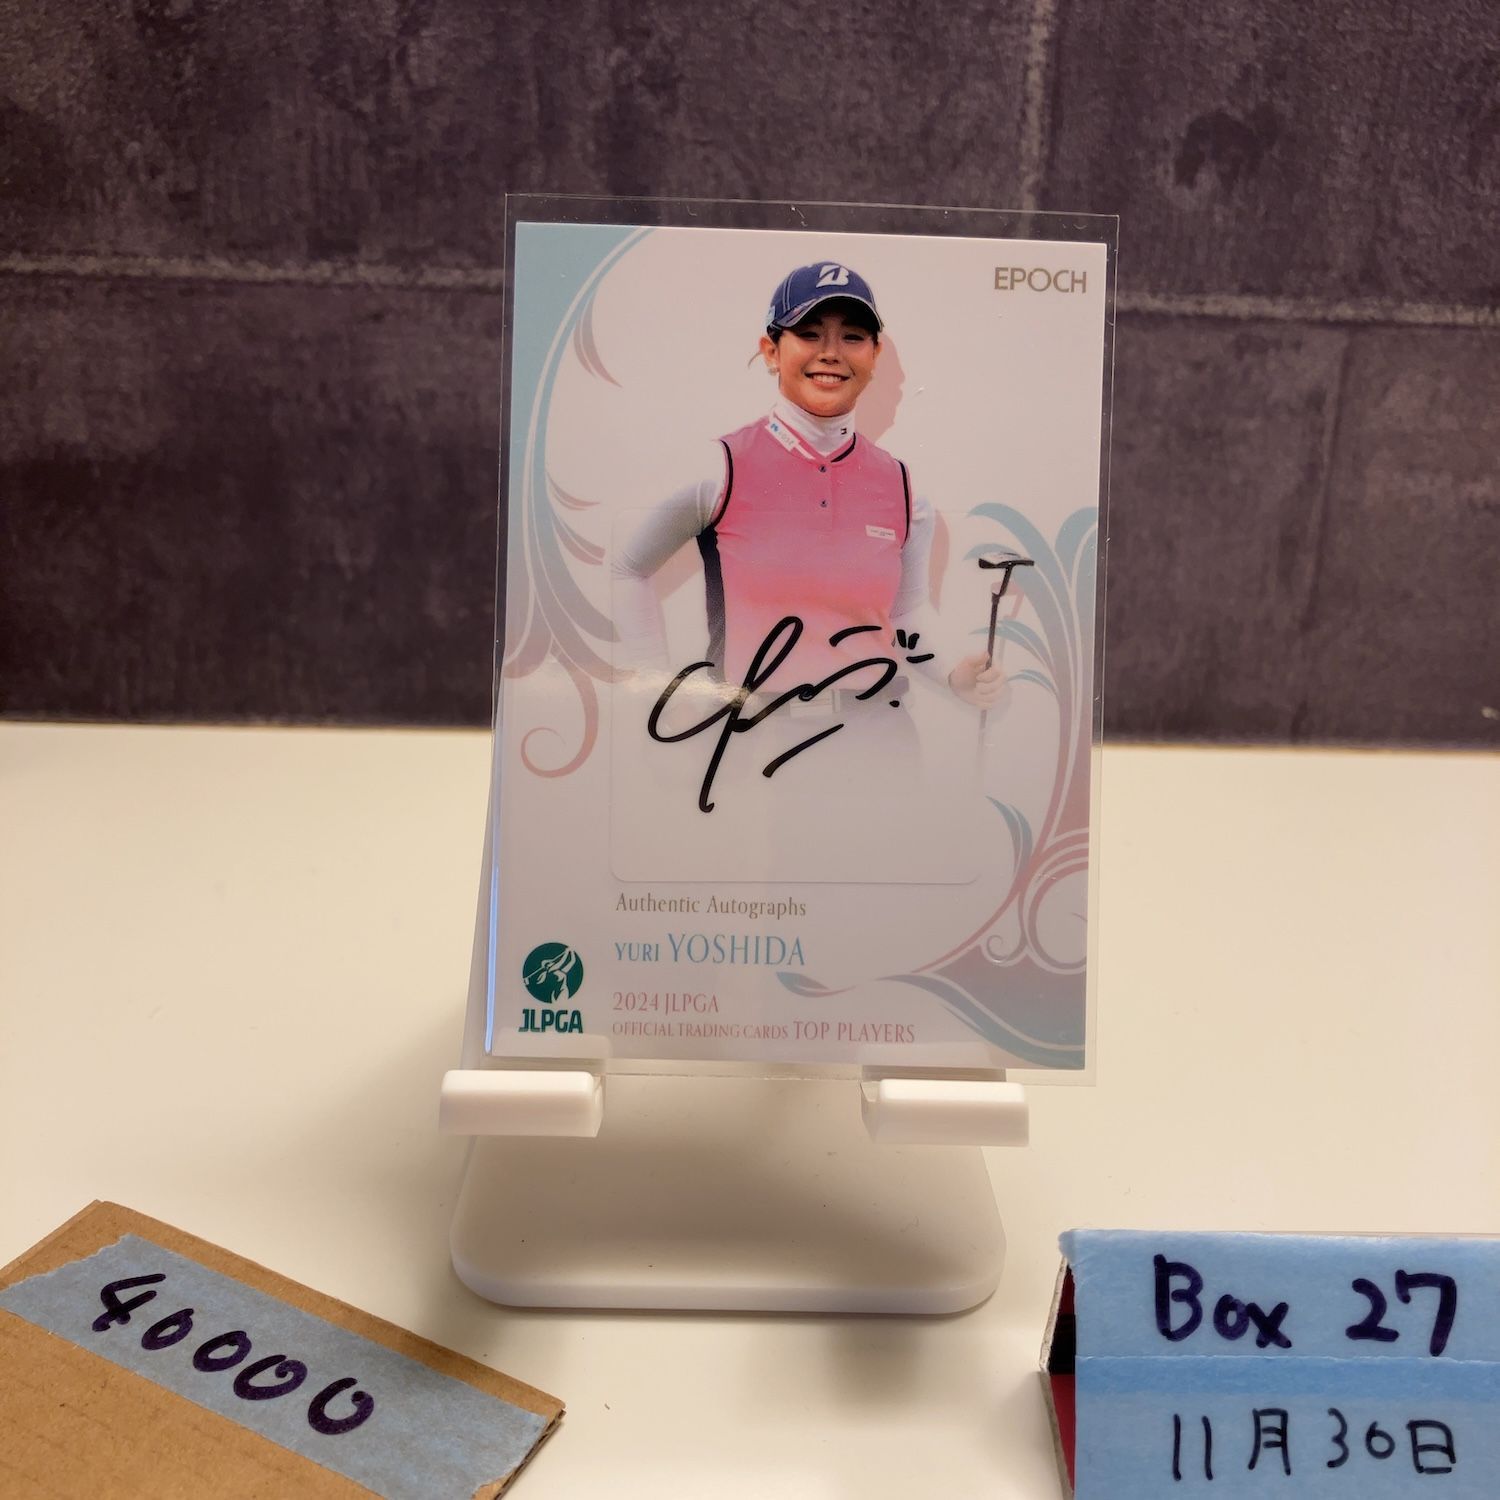 EPOCH
B
Authentic Autographs
YURI YOSHIDA
2024 JLPGA
OFFICIAL TRADING CARDS TOP PLAYERS
JLPGA
40000
Box 27
11月30日